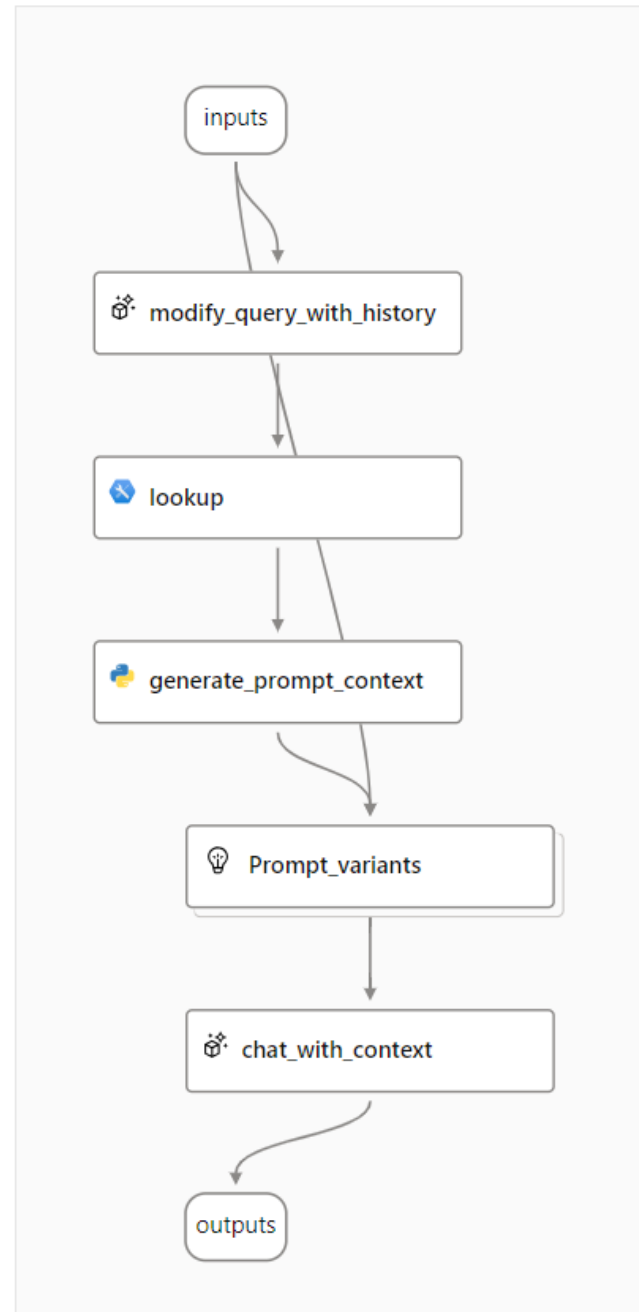 inputs
modify_query_with_history
lookup
generate_prompt_context
Prompt_variants
chat_with_context
outputs